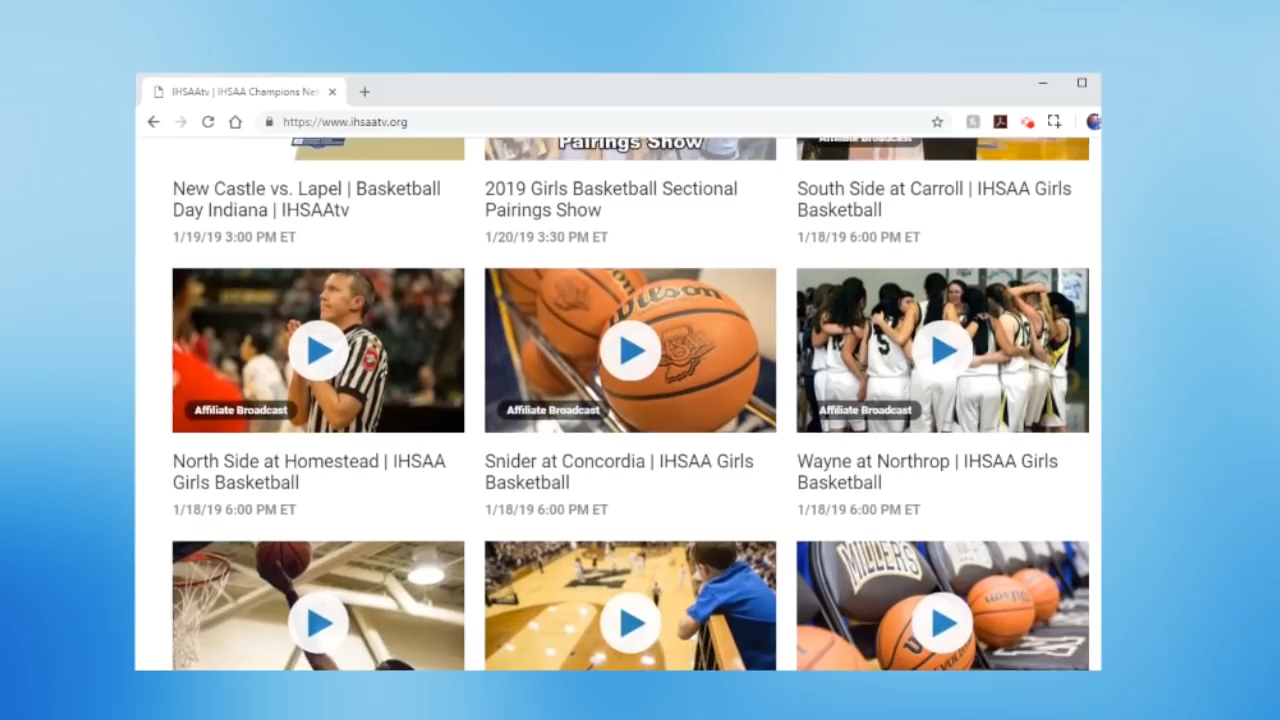 IHSAAtv | IHSAA Champions Net
https://www.ihsaatv.org
Pairings Show
Affiliate Broadcast
New Castle vs. Lapel | Basketball
Day Indiana | IHSAAtv
1/19/19 3:00 PM ET
2019 Girls Basketball Sectional
Pairings Show
1/20/19 3:30 PM ET
South Side at Carroll | IHSAA Girls
Basketball
1/18/19 6:00 PM ET
Affiliate Broadcast
Wilson
Affiliate Broadcast
5
Affiliate Broadcast
North Side at Homestead | IHSAA
Girls Basketball
1/18/19 6:00 PM ET
Snider at Concordia | IHSAA Girls
Basketball
1/18/19 6:00 PM ET
Wayne at Northrop | IHSAA Girls
Basketball
1/18/19 6:00 PM ET
MILLERS
Wilson